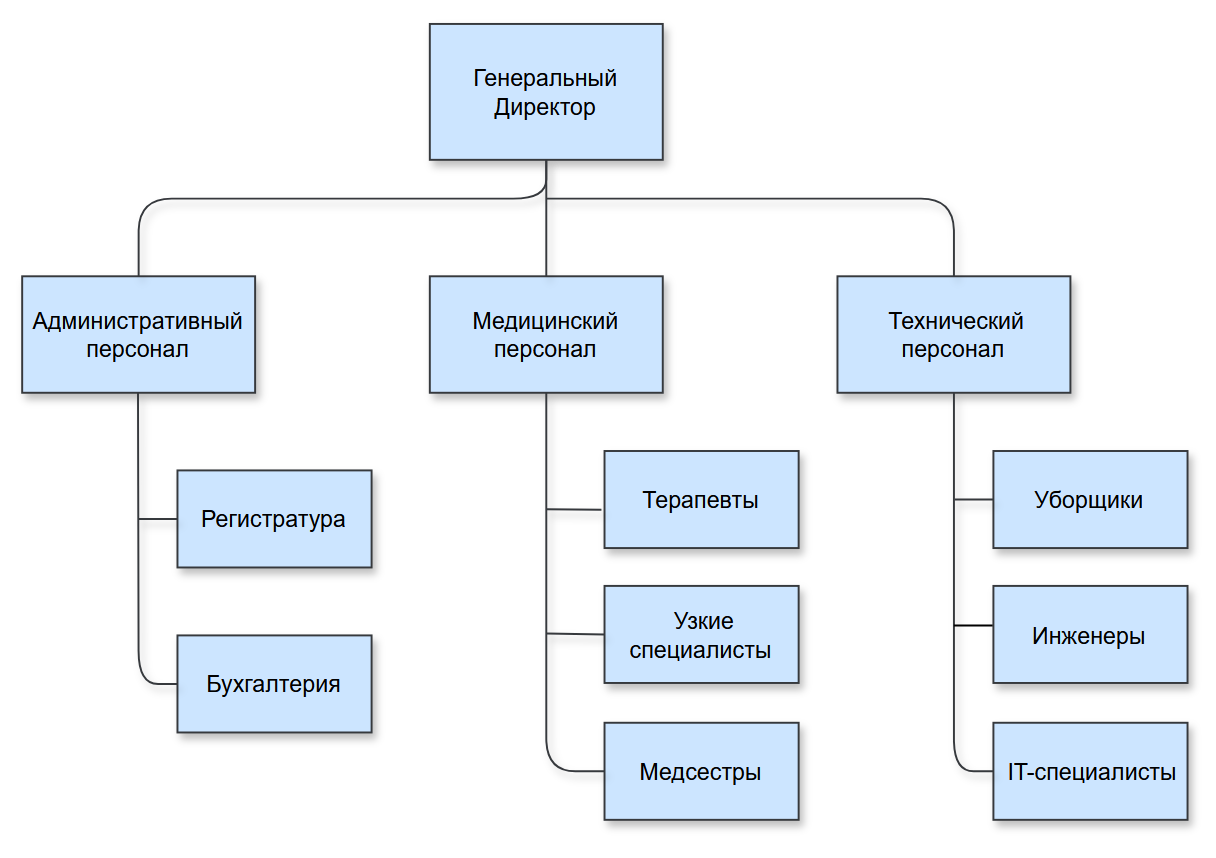 Генеральный
Директор
Административный
персонал
Медицинский
персонал
Технический
персонал
Регистратура
Бухгалтерия
Терапевты
Узкие
специалисты
Медсестры
Уборщики
Инженеры
IT-специалисты